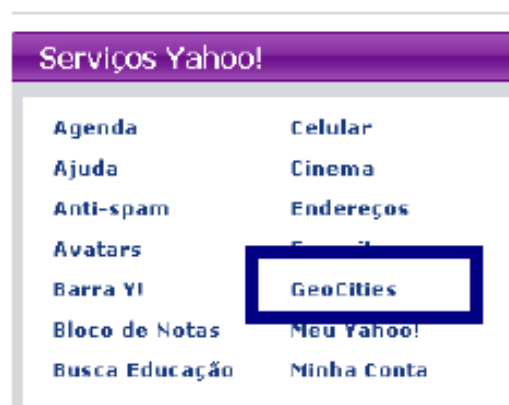 Serviços Yahoo!
Agenda
Ajuda
Anti-spam
Avatars
Barra Y!
Bloco de Notas
Busca Educação
Celular
Cinema
Endereços
GeoCities
Meu Yahoo!
Minha Conta